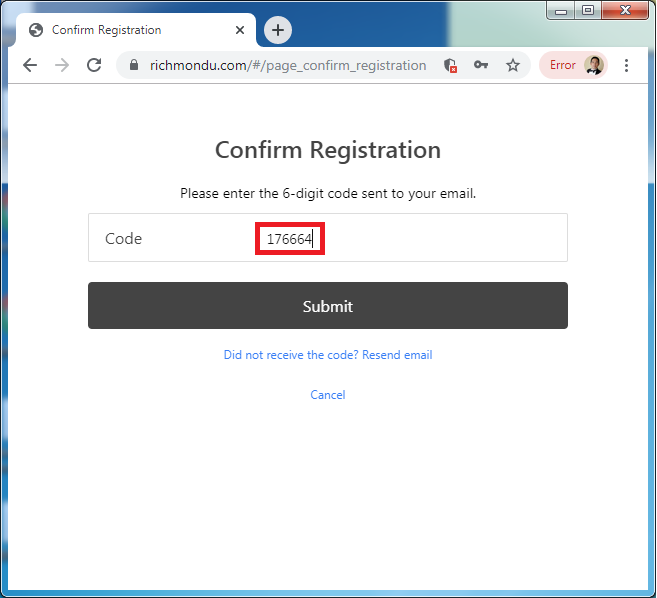 Confirm Registration
richmondu.com/#/page_confirm_registration
Error
Confirm Registration
Please enter the 6-digit code sent to your email.
Code 176664
Submit
Did not receive the code? Resend email
Cancel